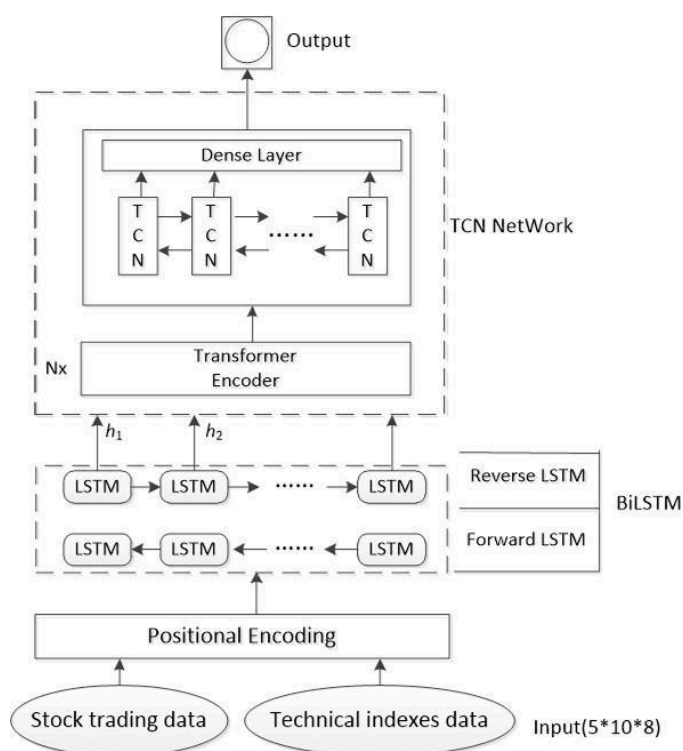 Output
Dense Layer
T
C
N
T
C
N
......
T
C
N
TCN NetWork
Nx
Transformer
Encoder
h1
h2
LSTM
LSTM
......
LSTM
Reverse LSTM
BiLSTM
LSTM
LSTM
......
LSTM
Forward LSTM
Positional Encoding
Stock trading data
Technical indexes data
Input(5*10*8)